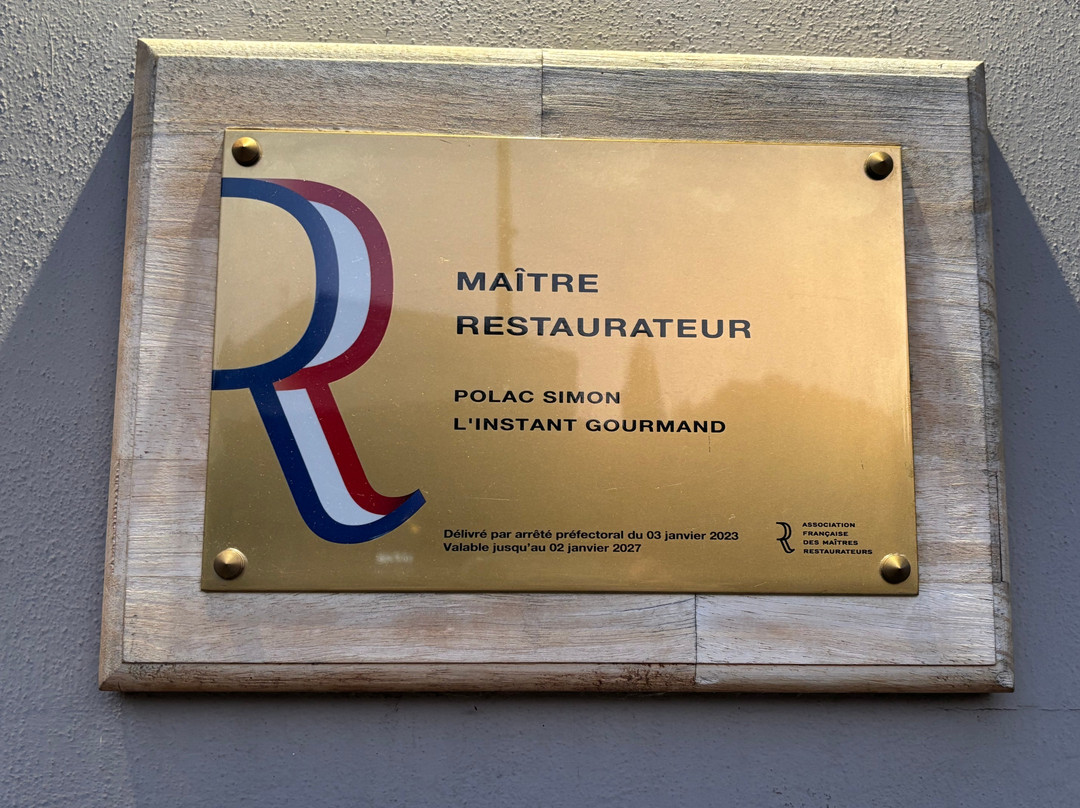 MAÎTRE
RESTAURATEUR
POLAC SIMON
L'INSTANT GOURMAND
Délivré par arrêté préfectoral du 03 janvier 2023
Valable jusqu'au 02 janvier 2027
ASSOCIATION
FRANÇAISE
DES MAÎTRES
RESTAURATEURS